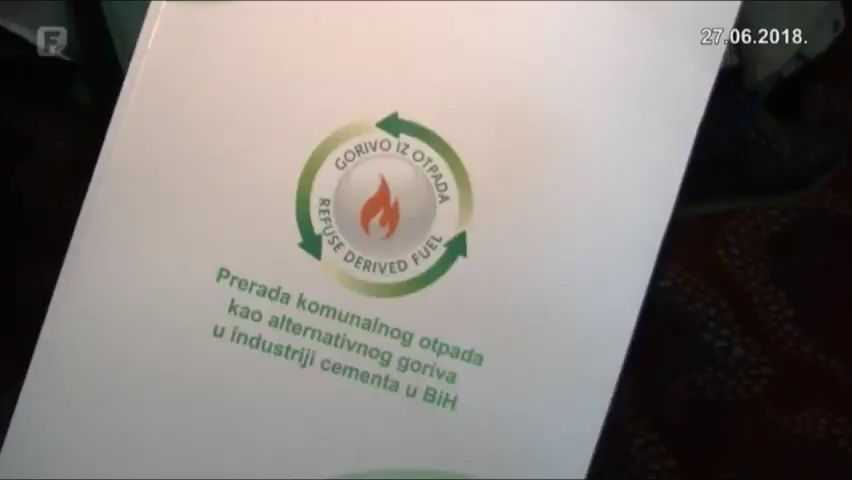 27.06.2018.
GORIVO IZ OTPADA
REFUSE DERIVED FUEL
Prerada komunalnog otpada
kao alternativnog goriva
u industriji cementa u BiH